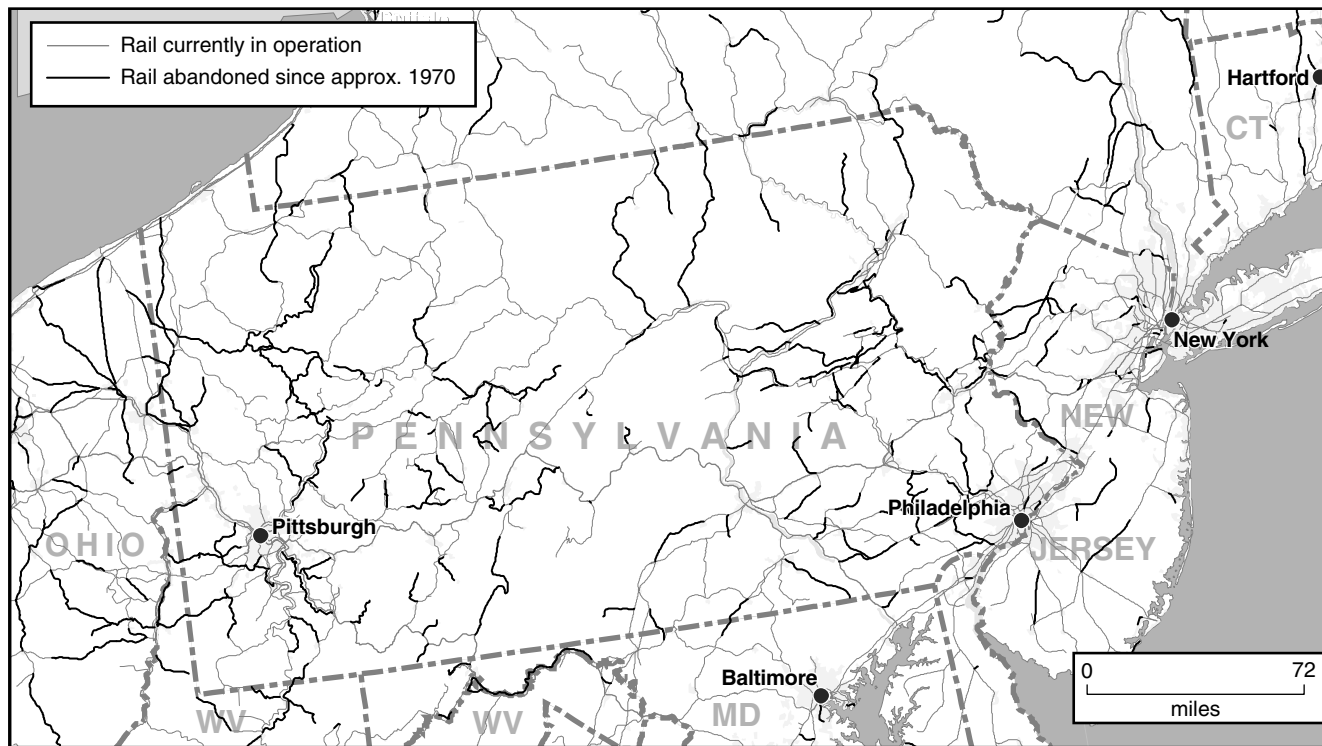 Rail currently in operation
Rail abandoned since approx. 1970
Hartford
CT
New York
NEW
PENNSYLVANIA
Philadelphia
Pittsburgh
OHIO
JERSEY
Baltimore
WV
WV
MD
0 72
miles